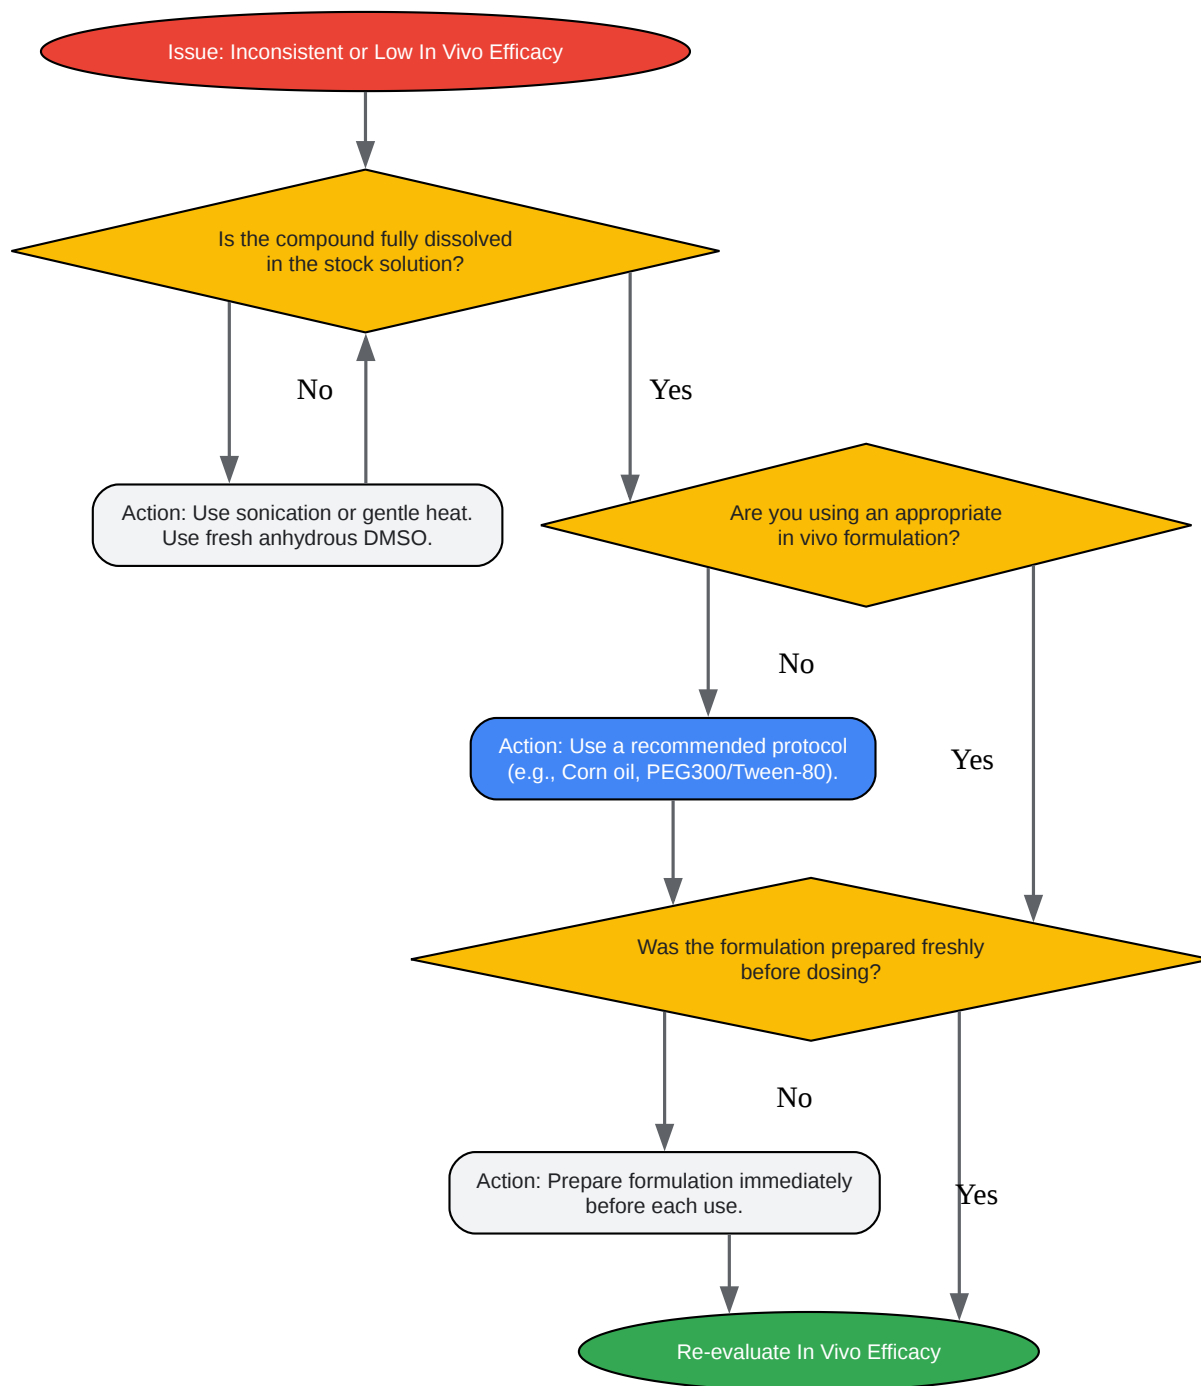 Issue: Inconsistent or Low In Vivo Efficacy
Is the compound fully dissolved
in the stock solution?
No
Yes
Action: Use sonication or gentle heat.
Use fresh anhydrous DMSO.
Are you using an appropriate
in vivo formulation?
No
Yes
Action: Use a recommended protocol
(e.g., Corn oil, PEG300/Tween-80).
Was the formulation prepared freshly
before dosing?
No
Yes
Action: Prepare formulation immediately
before each use.
Re-evaluate In Vivo Efficacy